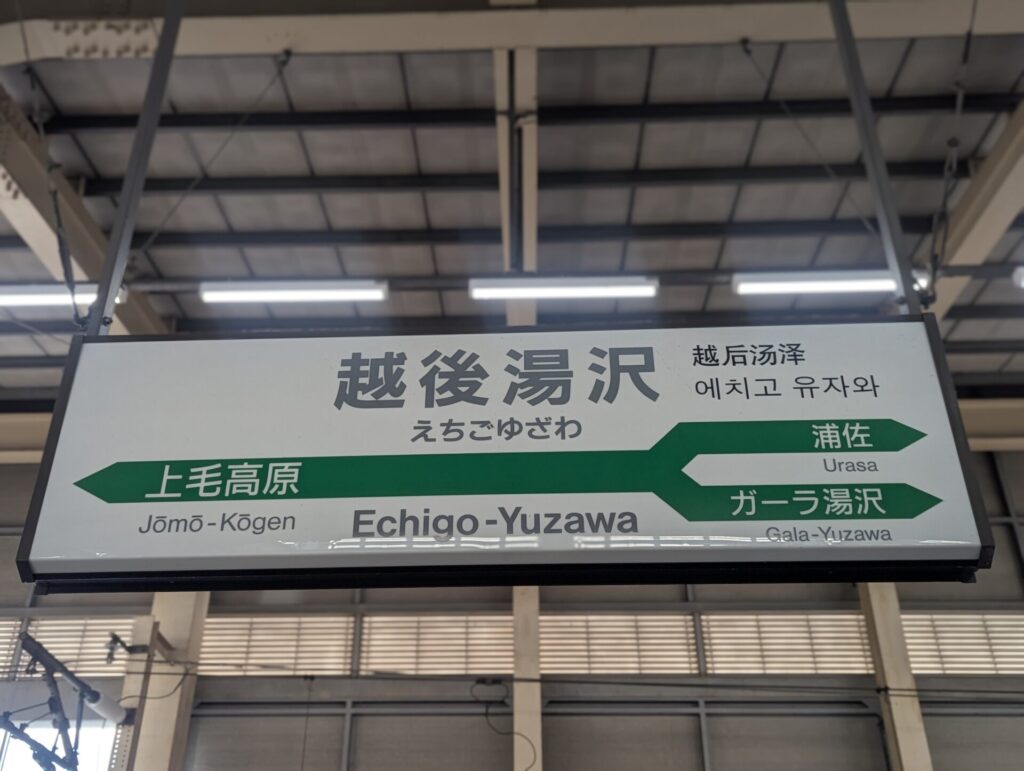 越後湯沢
越后汤泽
에치고 유자와
えちごゆざわ
上毛高原
Jōmō-Kōgen
Echigo-Yuzawa
浦佐
Urasa
ガーラ湯沢
Gala-Yuzawa